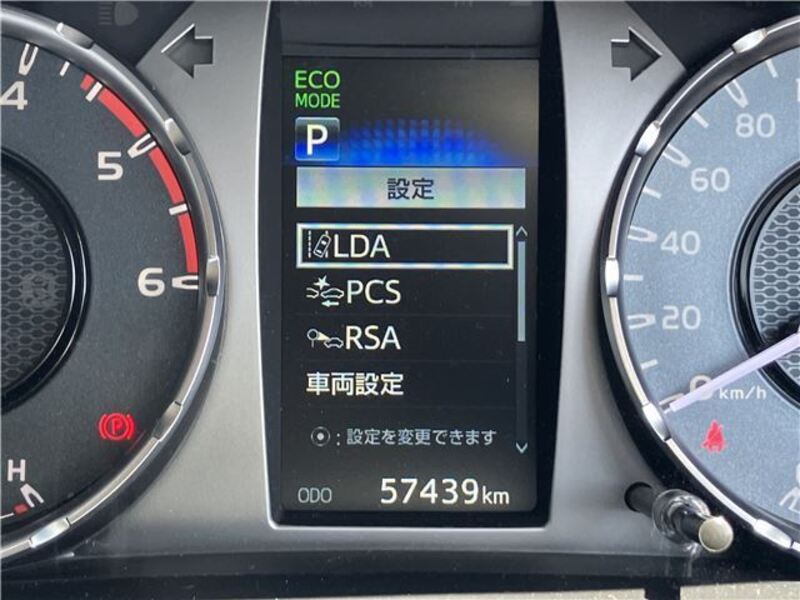 ECO
MODE
P
設定
LDA
PCS
RSA
車両設定
⦿ : 設定を変更できます
ODO 57439km
4
5
6
H
P
80
60
40
20
0 km/h